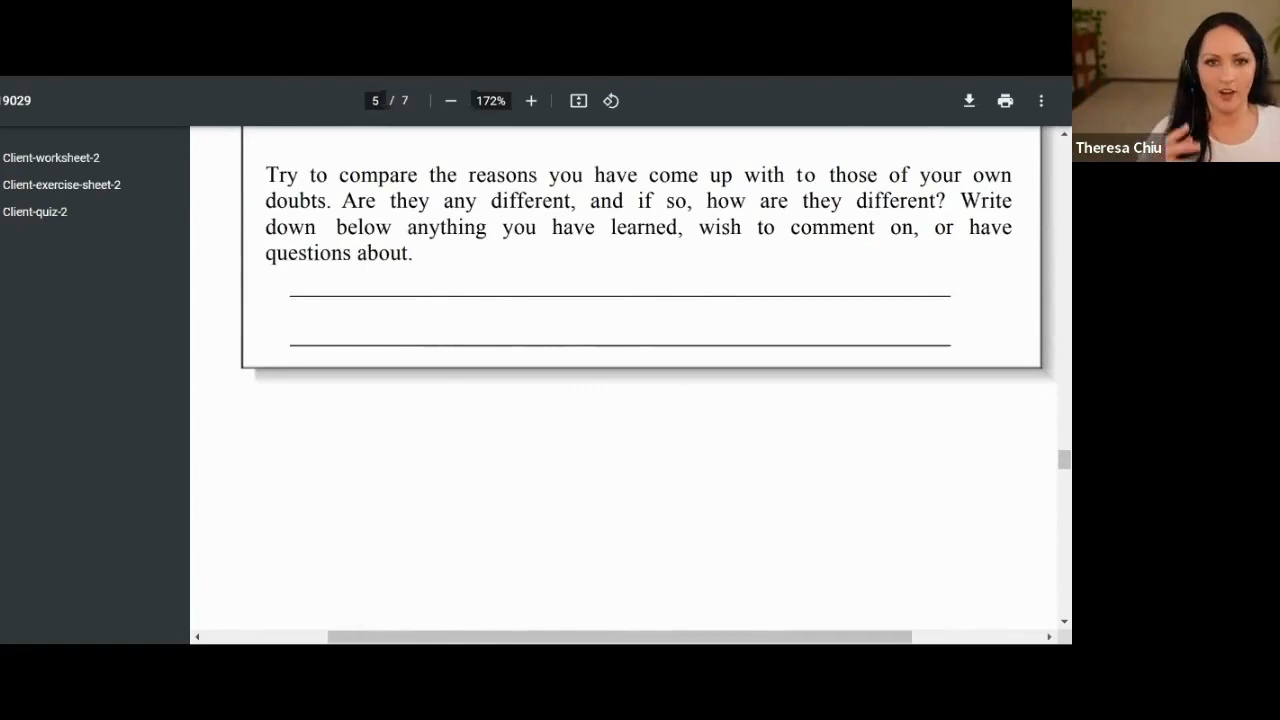 19029
5 / 7
172%
Theresa Chiu
Client-worksheet-2
Client-exercise-sheet-2
Client-quiz-2
Try to compare the reasons you have come up with to those of your own
doubts. Are they any different, and if so, how are they different? Write
down below anything you have learned, wish to comment on, or have
questions about.